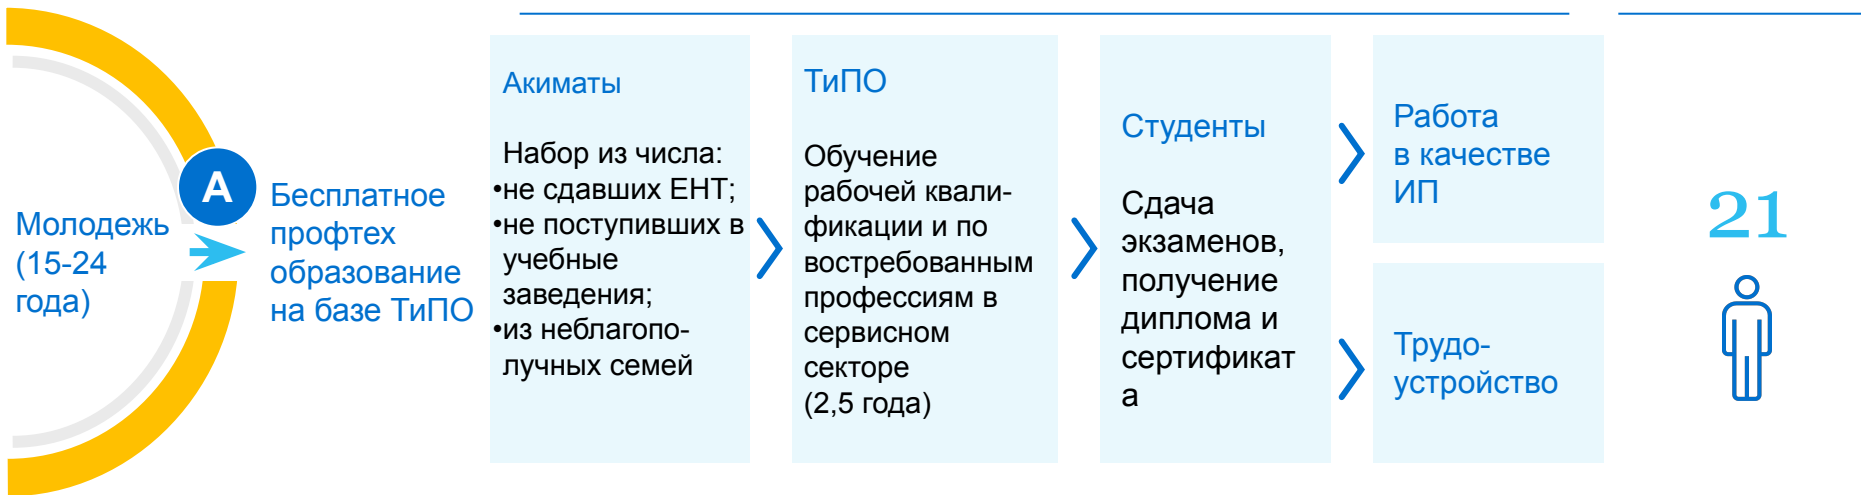 Молодежь
(15-24
года)
А
Бесплатное
профтех
образование
на базе ТиПО
Акиматы
Набор из числа:
•не сдавших ЕНТ;
•не поступивших в
учебные
заведения;
•из неблагопо-
лучных семей
ТиПО
Обучение
рабочей квали-
фикации и по
востребованным
профессиям в
сервисном
секторе
(2,5 года)
Студенты
Сдача
экзаменов,
получение
диплома и
сертификат
а
Работа
в качестве
ИП
Трудо-
устройство
21